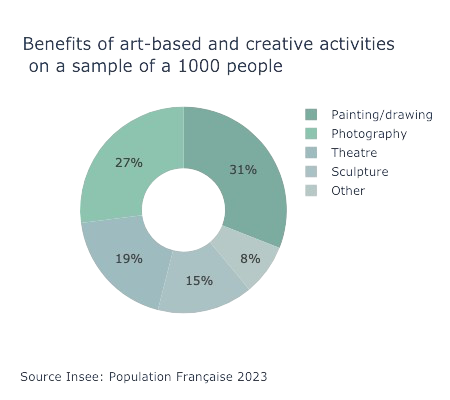 Benefits of art-based and creative activities
on a sample of a 1000 people
Painting/drawing
Photography
Theatre
Sculpture
Other
27%
31%
19%
15%
8%
Source Insee: Population Française 2023